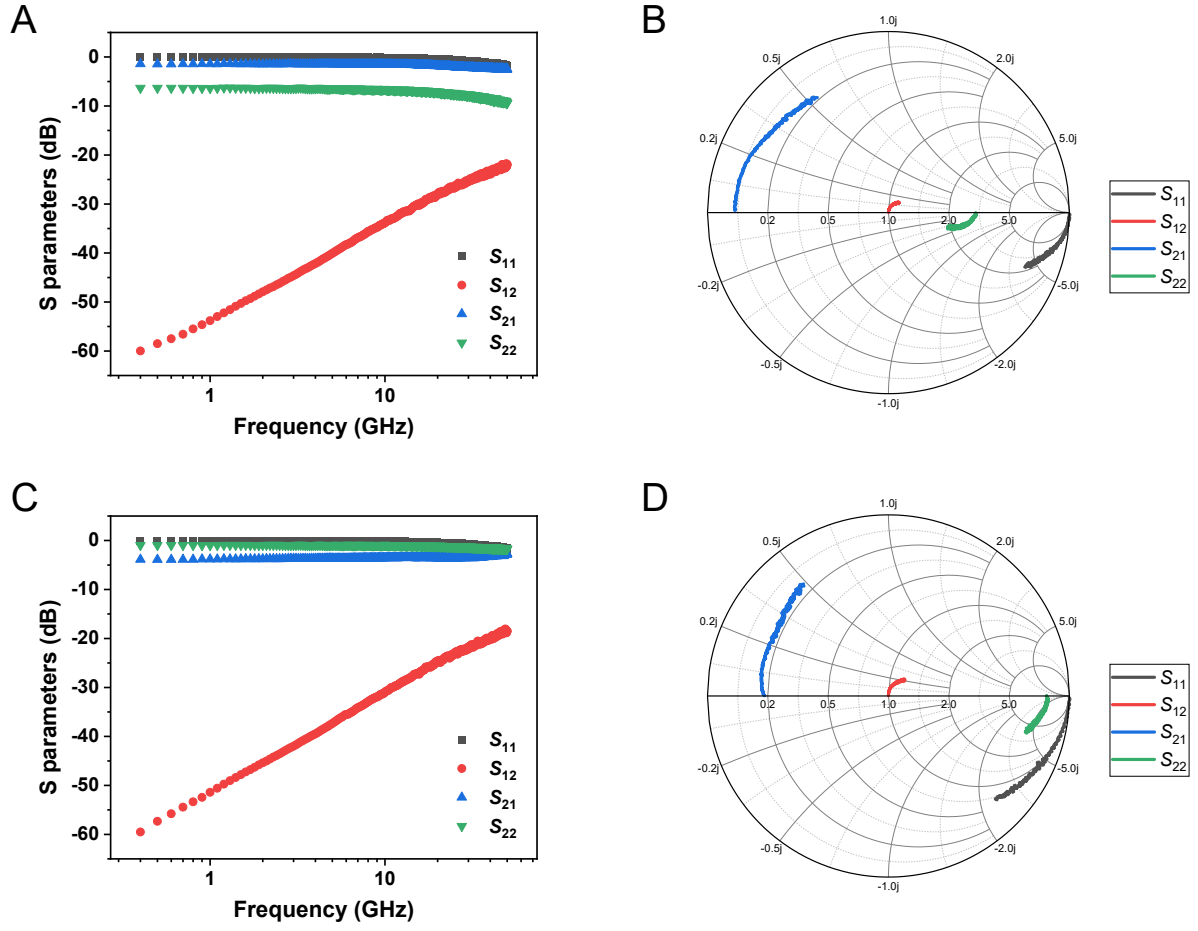 A
S parameters (dB)
0
-10
-20
-30
-40
-50
-60
S11
S12
S21
S22
1
10
Frequency (GHz)
B
1.0j
0.5j
2.0j
0.2j
5.0j
0.2
0.5
1.0
2.0
5.0
-0.2j
-5.0j
-0.5j
-2.0j
-1.0j
S11
S12
S21
S22
C
S parameters (dB)
0
-10
-20
-30
-40
-50
-60
S11
S12
S21
S22
1
10
Frequency (GHz)
D
1.0j
0.5j
2.0j
0.2j
5.0j
0.2
0.5
1.0
2.0
5.0
-0.2j
-5.0j
-0.5j
-2.0j
-1.0j
S11
S12
S21
S22